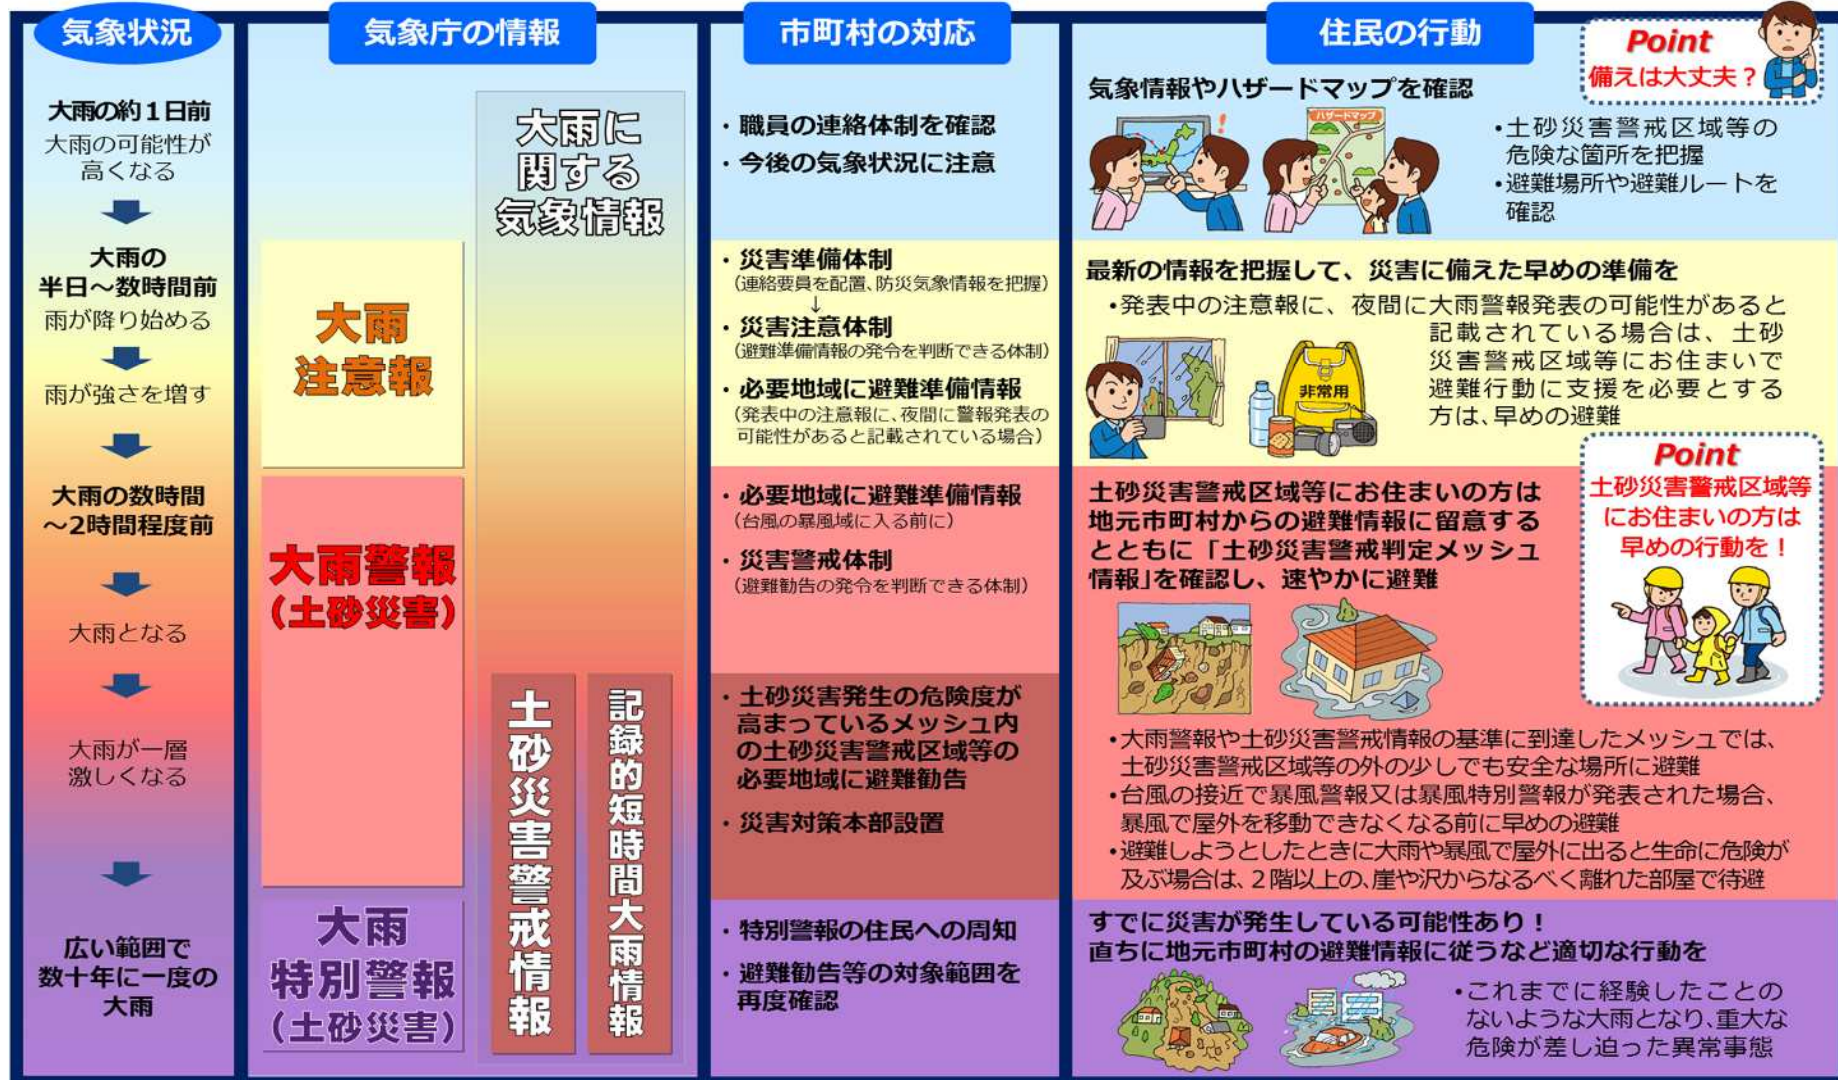 気象状況
大雨の約1日前
大雨の可能性が
高くなる
大雨の
半日～数時間前
雨が降り始める
雨が強さを増す
大雨の数時間
～2時間程度前
大雨となる
大雨が一層
激しくなる
広い範囲で
数十年に一度の
大雨
気象庁の情報
大雨に
関する
気象情報
大雨
注意報
大雨警報
(土砂災害)
土砂災害警戒情報
記録的短時間大雨情報
大雨
特別警報
(土砂災害)
市町村の対応
・職員の連絡体制を確認
・今後の気象状況に注意
・災害準備体制
(連絡要員を配置、防災気象情報を把握)
↓
・災害注意体制
(避難準備情報の発令を判断できる体制)
・必要地域に避難準備情報
(発表中の注意報に、夜間に警報発表の
可能性があると記載されている場合)
・必要地域に避難準備情報
(台風の暴風域に入る前に)
・災害警戒体制
(避難勧告の発令を判断できる体制)
・土砂災害発生の危険度が
高まっているメッシュ内
の土砂災害警戒区域等の
必要地域に避難勧告
・災害対策本部設置
・特別警報の住民への周知
・避難勧告等の対象範囲を
再度確認
住民の行動
Point
備えは大丈夫?
気象情報やハザードマップを確認
ハザードマップ
•土砂災害警戒区域等の
危険な箇所を把握
•避難場所や避難ルートを
確認
最新の情報を把握して、災害に備えた早めの準備を
•発表中の注意報に、夜間に大雨警報発表の可能性があると
記載されている場合は、土砂
災害警戒区域等にお住まいで
避難行動に支援を必要とする
方は、早めの避難
非常用
土砂災害警戒区域等にお住まいの方は
地元市町村からの避難情報に留意する
とともに「土砂災害警戒判定メッシュ
情報」を確認し、速やかに避難
Point
土砂災害警戒区域等
にお住まいの方は
早めの行動を!
•大雨警報や土砂災害警戒情報の基準に到達したメッシュでは、
土砂災害警戒区域等の外の少しでも安全な場所に避難
•台風の接近で暴風警報又は暴風特別警報が発表された場合、
暴風で屋外を移動できなくなる前に早めの避難
•避難しようとしたときに大雨や暴風で屋外に出ると生命に危険が
及ぶ場合は、2階以上の、崖や沢からなるべく離れた部屋で待避
すでに災害が発生している可能性あり!
直ちに地元市町村の避難情報に従うなど適切な行動を
•これまでに経験したことの
ないような大雨となり、重大な
危険が差し迫った異常事態